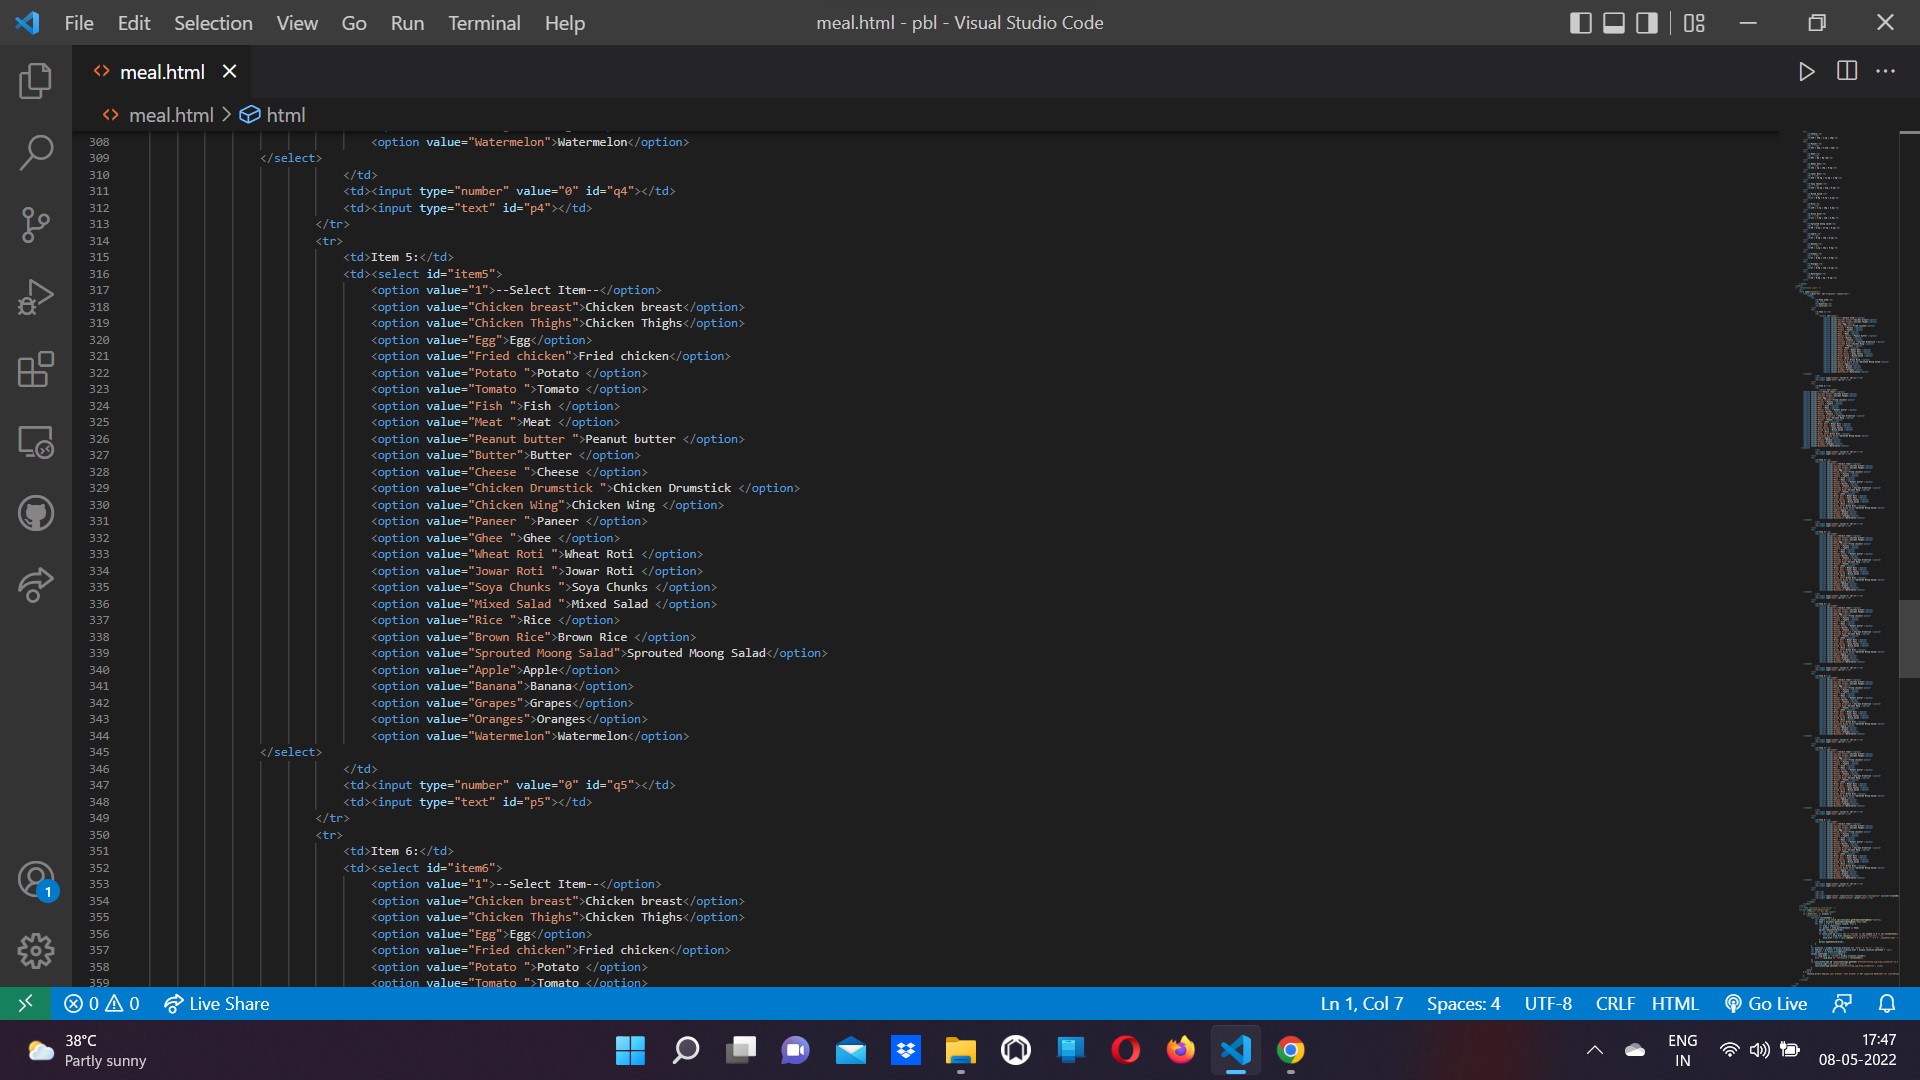 File Edit Selection View Go Run Terminal Help
meal.html - pbl - Visual Studio Code
meal.html
meal.html > html
308 <option value="Watermelon">Watermelon</option>
309 </select>
310 </td>
311 <td><input type="number" value="0" id="q4"></td>
312 <td><input type="text" id="p4"></td>
313 </tr>
314 <tr>
315 <td>Item 5:</td>
316 <td><select id="item5">
317 <option value="1">--Select Item--</option>
318 <option value="Chicken breast">Chicken breast</option>
319 <option value="Chicken Thighs">Chicken Thighs</option>
320 <option value="Egg">Egg</option>
321 <option value="Fried chicken">Fried chicken</option>
322 <option value="Potato ">Potato </option>
323 <option value="Tomato ">Tomato </option>
324 <option value="Fish ">Fish </option>
325 <option value="Meat ">Meat </option>
326 <option value="Peanut butter ">Peanut butter </option>
327 <option value="Butter">Butter </option>
328 <option value="Cheese ">Cheese </option>
329 <option value="Chicken Drumstick ">Chicken Drumstick </option>
330 <option value="Chicken Wing">Chicken Wing </option>
331 <option value="Paneer ">Paneer </option>
332 <option value="Ghee ">Ghee </option>
333 <option value="Wheat Roti ">Wheat Roti </option>
334 <option value="Jowar Roti ">Jowar Roti </option>
335 <option value="Soya Chunks ">Soya Chunks </option>
336 <option value="Mixed Salad ">Mixed Salad </option>
337 <option value="Rice ">Rice </option>
338 <option value="Brown Rice">Brown Rice </option>
339 <option value="Sprouted Moong Salad">Sprouted Moong Salad</option>
340 <option value="Apple">Apple</option>
341 <option value="Banana">Banana</option>
342 <option value="Grapes">Grapes</option>
343 <option value="Oranges">Oranges</option>
344 <option value="Watermelon">Watermelon</option>
345 </select>
346 </td>
347 <td><input type="number" value="0" id="q5"></td>
348 <td><input type="text" id="p5"></td>
349 </tr>
350 <tr>
351 <td>Item 6:</td>
352 <td><select id="item6">
353 <option value="1">--Select Item--</option>
354 <option value="Chicken breast">Chicken breast</option>
355 <option value="Chicken Thighs">Chicken Thighs</option>
356 <option value="Egg">Egg</option>
357 <option value="Fried chicken">Fried chicken</option>
358 <option value="Potato ">Potato </option>
359 <option value="Tomato ">Tomato </option>
1
0 0 Live Share Ln 1, Col 7 Spaces: 4 UTF-8 CRLF HTML Go Live
38°C
Partly sunny
ENG
IN
17:47
08-05-2022